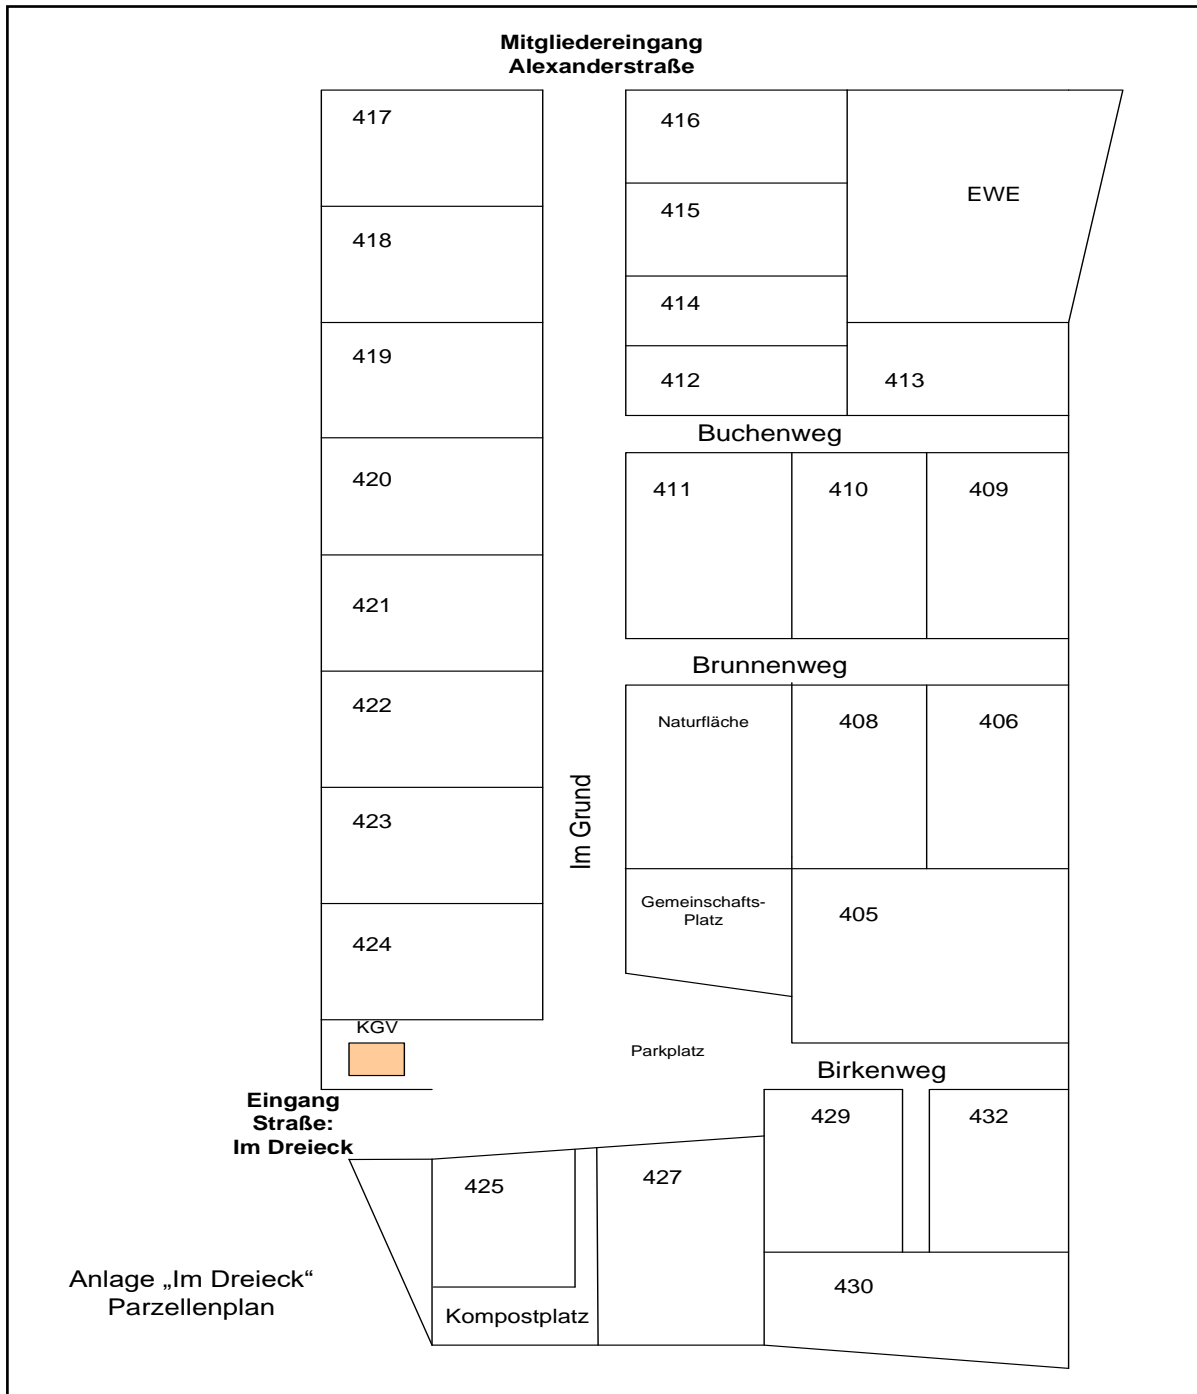 Mitgliedereingang
Alexanderstraße
417
416
EWE
415
418
414
419
412
413
Buchenweg
420
411
410
409
421
Brunnenweg
422
Naturfläche
408
406
Im Grund
423
Gemeinschafts-
Platz
405
424
KGV
Parkplatz
Birkenweg
Eingang
Straße:
Im Dreieck
429
432
425
427
Anlage „Im Dreieck“
Parzellenplan
430
Kompostplatz